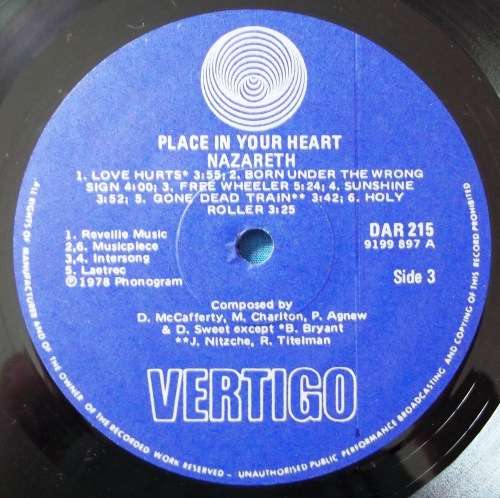 PLACE IN YOUR HEART
NAZARETH
1. LOVE HURTS* 3:55; 2. BORN UNDER THE WRONG
SIGN 4:00; 3. FREE WHEELER 5:24; 4. SUNSHINE
3:52; 5. GONE DEAD TRAIN** 3:42; 6. HOLY
ROLLER 3:25
1. Revellie Music
2,6. Musicpiece
3,4. Intersong
5. Laetrec
℗1978 Phonogram
DAR 215
9199 897 A
Side 3
Composed by
D. McCafferty, M. Charlton, P. Agnew
& D. Sweet except *B. Bryant
**J. Nitzche, R. Titelman
VERTIGO
ALL RIGHTS OF MANUFACTURER AND OF THE OWNER OF THE RECORDED WORK RESERVED – UNAUTHORISED PUBLIC PERFORMANCE BROADCASTING AND COPYING OF THIS RECORD PROHIBITED